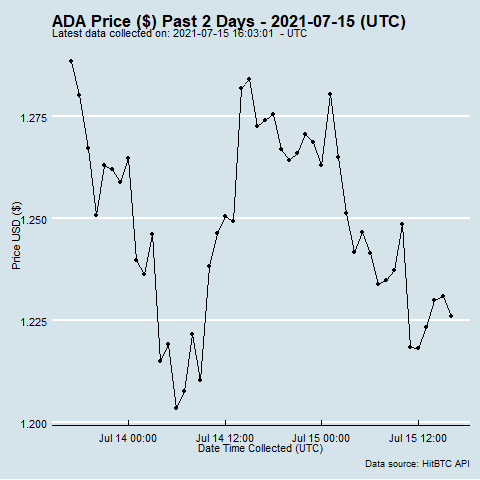 ADA Price ($) Past 2 Days - 2021-07-15 (UTC)
Latest data collected on: 2021-07-15 16:03:01 - UTC
Price USD ($)
1.275
1.250
1.225
1.200
Jul 14 00:00
Jul 14 12:00
Jul 15 00:00
Jul 15 12:00
Date Time Collected (UTC)
Data source: HitBTC API